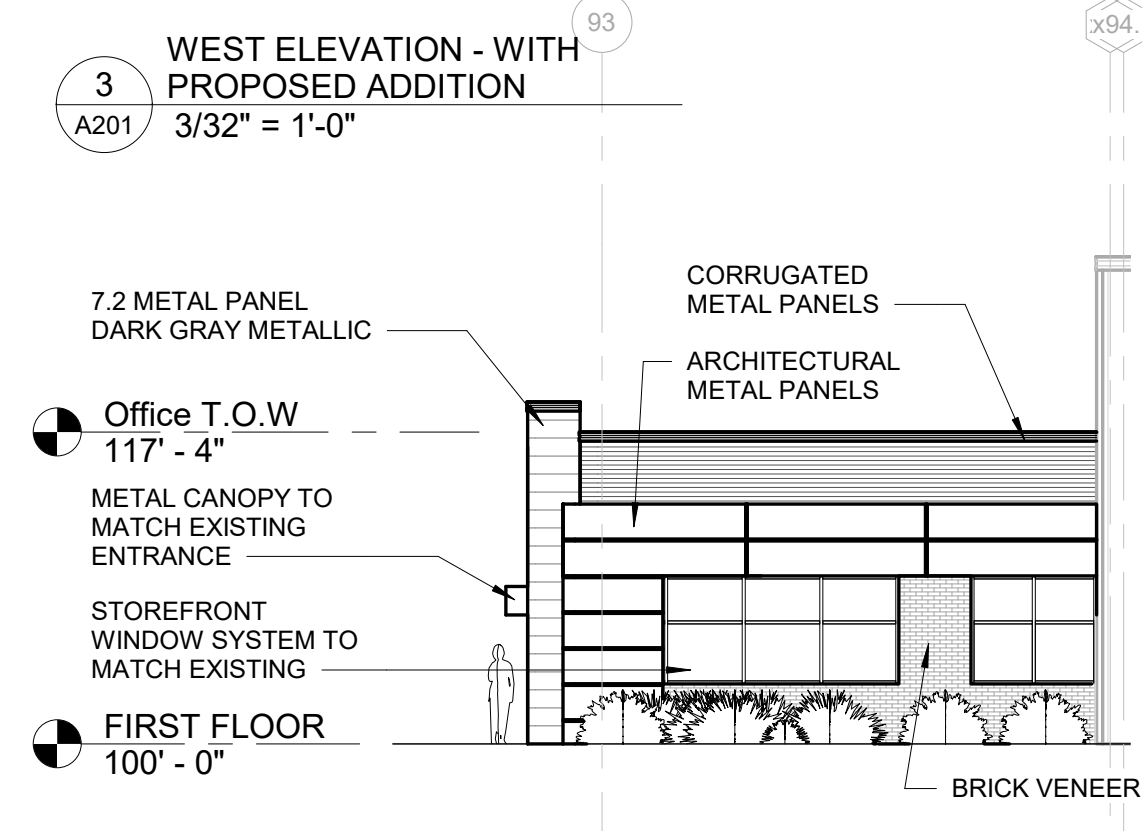 93
x94.
3
A201
WEST ELEVATION - WITH
PROPOSED ADDITION
3/32" = 1'-0"
CORRUGATED
METAL PANELS
7.2 METAL PANEL
DARK GRAY METALLIC
ARCHITECTURAL
METAL PANELS
Office T.O.W
117' - 4"
METAL CANOPY TO
MATCH EXISTING
ENTRANCE
STOREFRONT
WINDOW SYSTEM TO
MATCH EXISTING
FIRST FLOOR
100' - 0"
BRICK VENEER